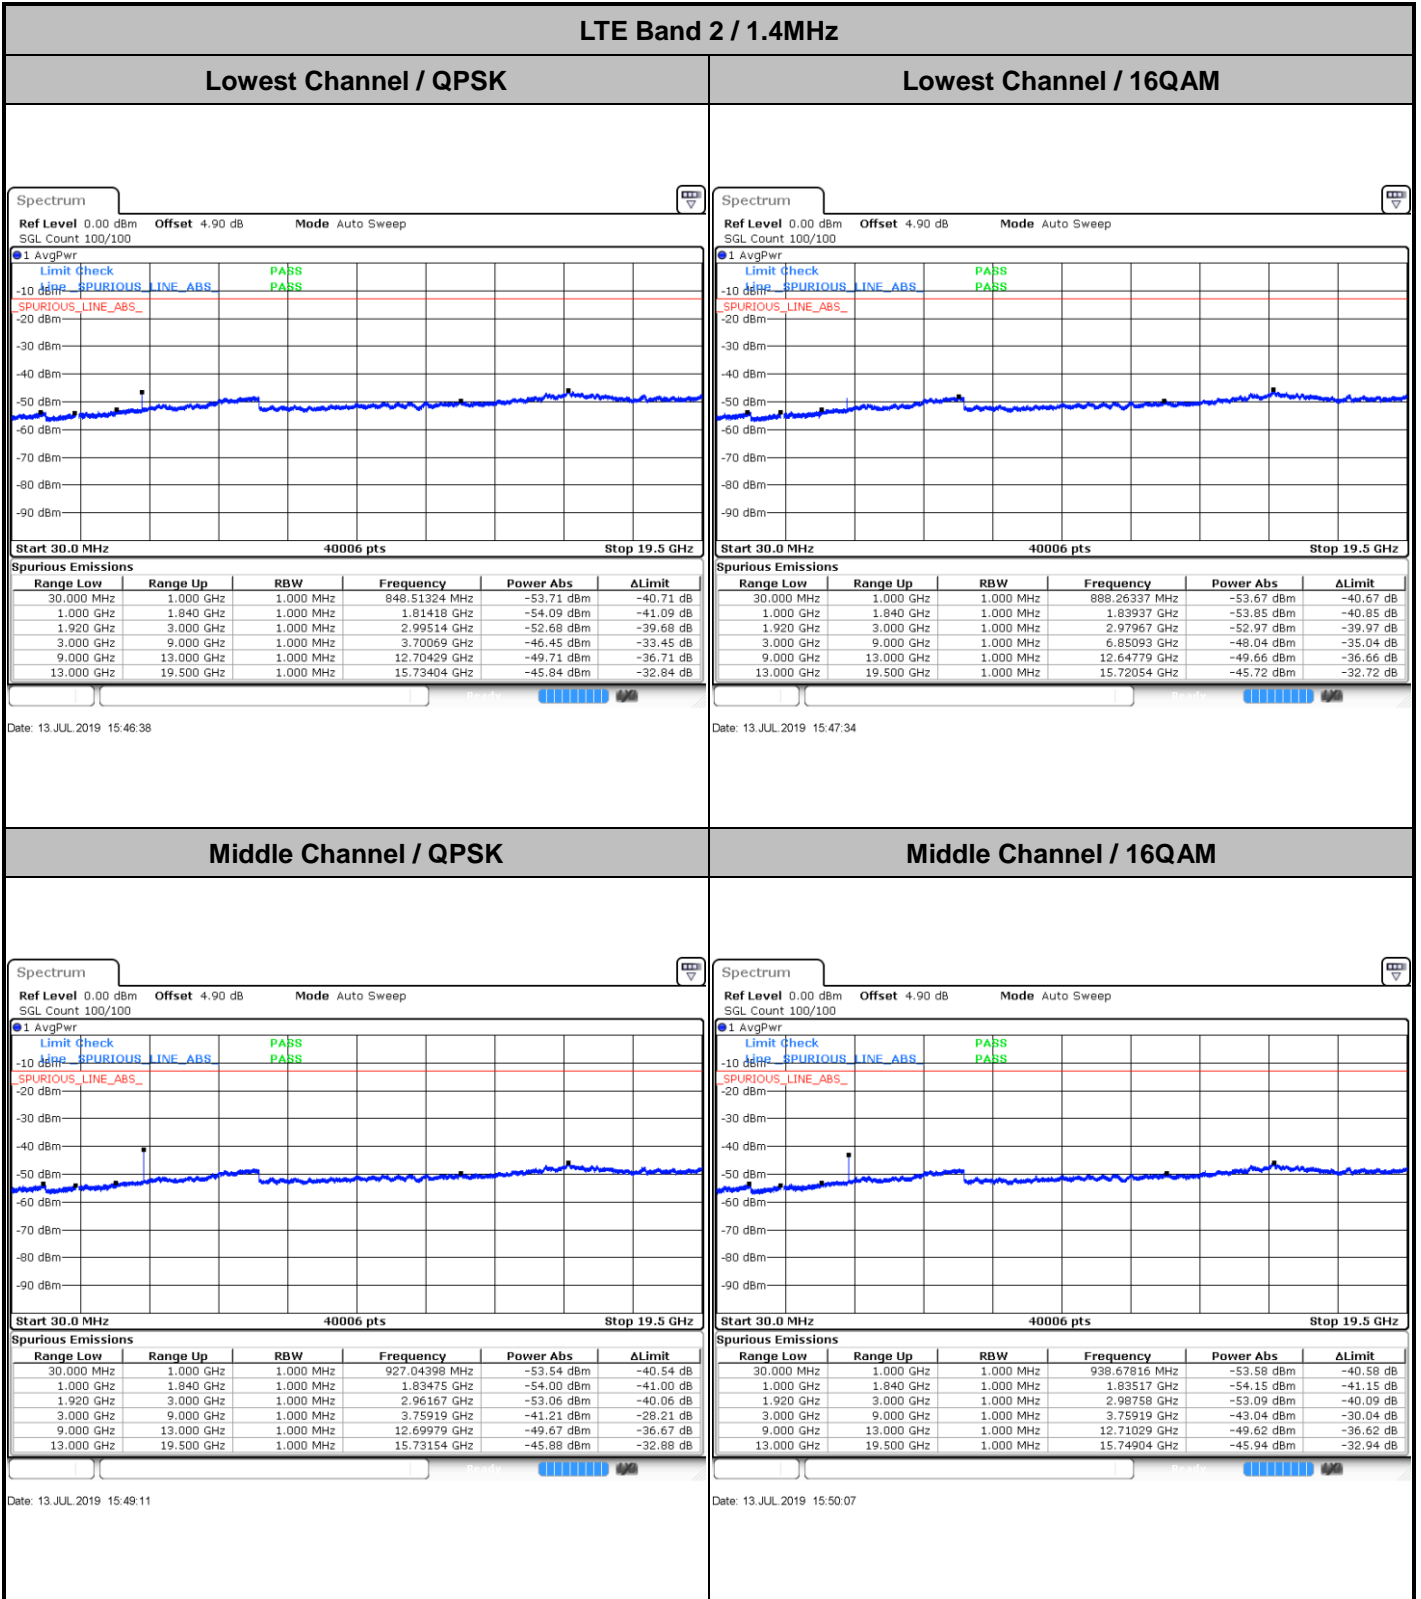 LTE Band 2 / 1.4MHz
Lowest Channel / QPSK
Lowest Channel / 16QAM
Spectrum
Ref Level 0.00 dBm Offset 4.90 dB Mode Auto Sweep
SGL Count 100/100
1 AvgPwr
Limit Check PASS
Line _SPURIOUS_LINE_ABS_ PASS
-10 dBm
_SPURIOUS_LINE_ABS_
-20 dBm
-30 dBm
-40 dBm
-50 dBm
-60 dBm
-70 dBm
-80 dBm
-90 dBm
Start 30.0 MHz 40006 pts Stop 19.5 GHz
Spurious Emissions
Range Low Range Up RBW Frequency Power Abs ΔLimit
30.000 MHz 1.000 GHz 1.000 MHz 848.51324 MHz -53.71 dBm -40.71 dB
1.000 GHz 1.840 GHz 1.000 MHz 1.81418 GHz -54.09 dBm -41.09 dB
1.920 GHz 3.000 GHz 1.000 MHz 2.99514 GHz -52.68 dBm -39.68 dB
3.000 GHz 9.000 GHz 1.000 MHz 3.70069 GHz -46.45 dBm -33.45 dB
9.000 GHz 13.000 GHz 1.000 MHz 12.70429 GHz -49.71 dBm -36.71 dB
13.000 GHz 19.500 GHz 1.000 MHz 15.73404 GHz -45.84 dBm -32.84 dB
Ready
Date: 13.JUL.2019 15:46:38
Spectrum
Ref Level 0.00 dBm Offset 4.90 dB Mode Auto Sweep
SGL Count 100/100
1 AvgPwr
Limit Check PASS
Line _SPURIOUS_LINE_ABS_ PASS
-10 dBm
_SPURIOUS_LINE_ABS_
-20 dBm
-30 dBm
-40 dBm
-50 dBm
-60 dBm
-70 dBm
-80 dBm
-90 dBm
Start 30.0 MHz 40006 pts Stop 19.5 GHz
Spurious Emissions
Range Low Range Up RBW Frequency Power Abs ΔLimit
30.000 MHz 1.000 GHz 1.000 MHz 888.26337 MHz -53.67 dBm -40.67 dB
1.000 GHz 1.840 GHz 1.000 MHz 1.83937 GHz -53.85 dBm -40.85 dB
1.920 GHz 3.000 GHz 1.000 MHz 2.97967 GHz -52.97 dBm -39.97 dB
3.000 GHz 9.000 GHz 1.000 MHz 6.85093 GHz -48.04 dBm -35.04 dB
9.000 GHz 13.000 GHz 1.000 MHz 12.64779 GHz -49.66 dBm -36.66 dB
13.000 GHz 19.500 GHz 1.000 MHz 15.72054 GHz -45.72 dBm -32.72 dB
Ready
Date: 13.JUL.2019 15:47:34
Middle Channel / QPSK
Middle Channel / 16QAM
Spectrum
Ref Level 0.00 dBm Offset 4.90 dB Mode Auto Sweep
SGL Count 100/100
1 AvgPwr
Limit Check PASS
Line _SPURIOUS_LINE_ABS_ PASS
-10 dBm
_SPURIOUS_LINE_ABS_
-20 dBm
-30 dBm
-40 dBm
-50 dBm
-60 dBm
-70 dBm
-80 dBm
-90 dBm
Start 30.0 MHz 40006 pts Stop 19.5 GHz
Spurious Emissions
Range Low Range Up RBW Frequency Power Abs ΔLimit
30.000 MHz 1.000 GHz 1.000 MHz 927.04398 MHz -53.54 dBm -40.54 dB
1.000 GHz 1.840 GHz 1.000 MHz 1.83475 GHz -54.00 dBm -41.00 dB
1.920 GHz 3.000 GHz 1.000 MHz 2.96167 GHz -53.06 dBm -40.06 dB
3.000 GHz 9.000 GHz 1.000 MHz 3.75919 GHz -41.21 dBm -28.21 dB
9.000 GHz 13.000 GHz 1.000 MHz 12.69979 GHz -49.67 dBm -36.67 dB
13.000 GHz 19.500 GHz 1.000 MHz 15.73154 GHz -45.88 dBm -32.88 dB
Ready
Date: 13.JUL.2019 15:49:11
Spectrum
Ref Level 0.00 dBm Offset 4.90 dB Mode Auto Sweep
SGL Count 100/100
1 AvgPwr
Limit Check PASS
Line _SPURIOUS_LINE_ABS_ PASS
-10 dBm
_SPURIOUS_LINE_ABS_
-20 dBm
-30 dBm
-40 dBm
-50 dBm
-60 dBm
-70 dBm
-80 dBm
-90 dBm
Start 30.0 MHz 40006 pts Stop 19.5 GHz
Spurious Emissions
Range Low Range Up RBW Frequency Power Abs ΔLimit
30.000 MHz 1.000 GHz 1.000 MHz 938.67816 MHz -53.58 dBm -40.58 dB
1.000 GHz 1.840 GHz 1.000 MHz 1.83517 GHz -54.15 dBm -41.15 dB
1.920 GHz 3.000 GHz 1.000 MHz 2.98758 GHz -53.09 dBm -40.09 dB
3.000 GHz 9.000 GHz 1.000 MHz 3.75919 GHz -43.04 dBm -30.04 dB
9.000 GHz 13.000 GHz 1.000 MHz 12.71029 GHz -49.62 dBm -36.62 dB
13.000 GHz 19.500 GHz 1.000 MHz 15.74904 GHz -45.94 dBm -32.94 dB
Ready
Date: 13.JUL.2019 15:50:07